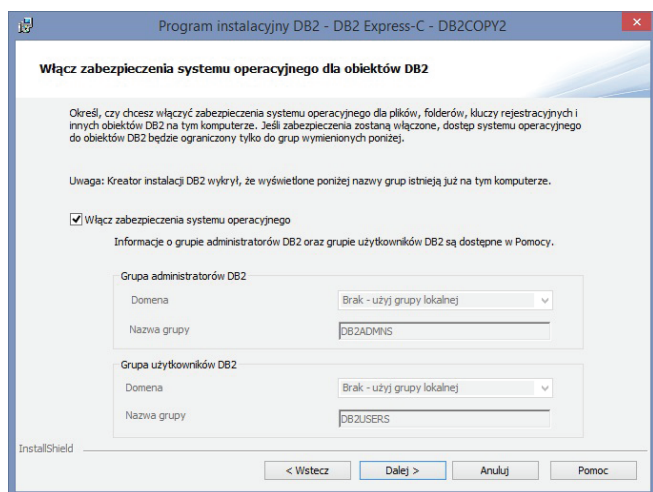 Program instalacyjny DB2 - DB2 Express-C - DB2COPY2
Włącz zabezpieczenia systemu operacyjnego dla obiektów DB2
Określ, czy chcesz włączyć zabezpieczenia systemu operacyjnego dla plików, folderów, kluczy rejestracyjnych i
innych obiektów DB2 na tym komputerze. Jeśli zabezpieczenia zostaną włączone, dostęp systemu operacyjnego
do obiektów DB2 będzie ograniczony tylko do grup wymienionych poniżej.
Uwaga: Kreator instalacji DB2 wykrył, że wyświetlone poniżej nazwy grup istnieją już na tym komputerze.
Włącz zabezpieczenia systemu operacyjnego
Informacje o grupie administratorów DB2 oraz grupie użytkowników DB2 są dostępne w Pomocy.
Grupa administratorów DB2
Domena Brak - użyj grupy lokalnej
Nazwa grupy DB2ADMNS
Grupa użytkowników DB2
Domena Brak - użyj grupy lokalnej
Nazwa grupy DB2USERS
InstallShield
< Wstecz Dalej > Anuluj Pomoc